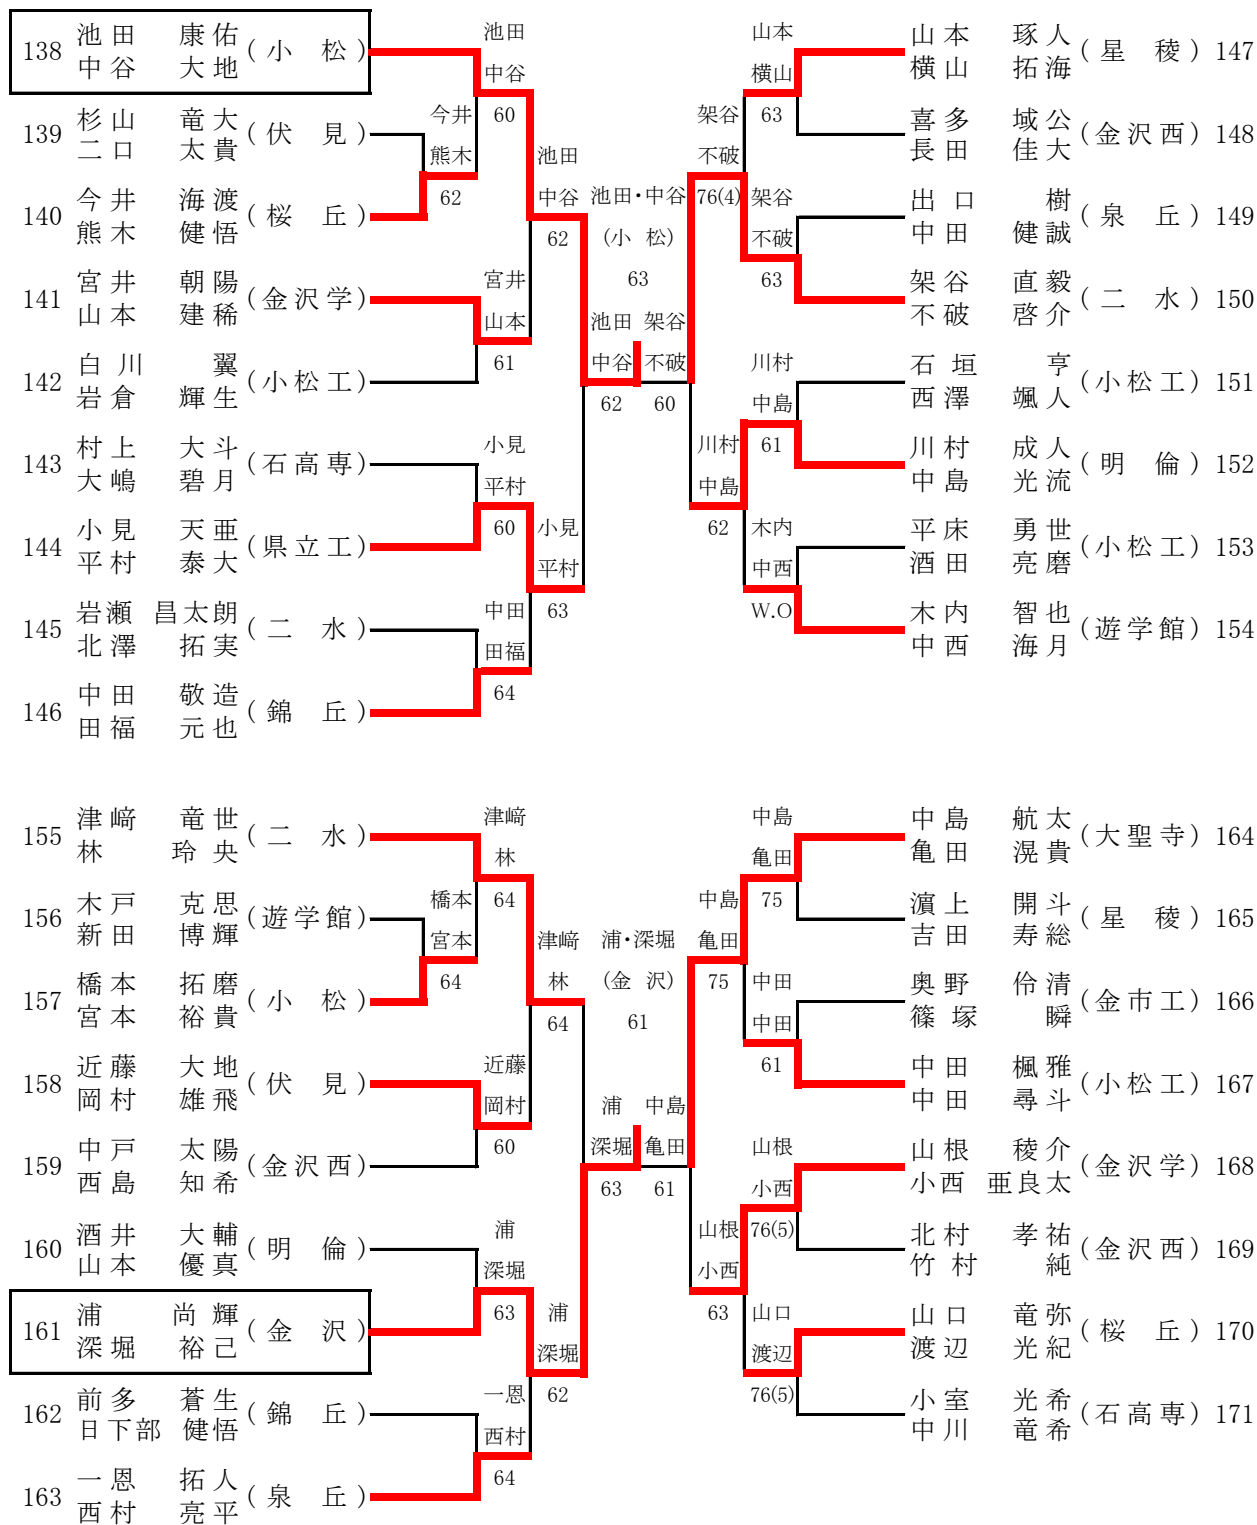 138 池田 康佑 (小 松)
中谷 大地
139 杉山 竜大 (伏 見)
二口 太貴
140 今井 海渡 (桜 丘)
熊木 健悟
141 宮井 朝陽 (金沢学)
山本 建稀
142 白川 翼 (小松工)
岩倉 輝生
143 村上 大斗 (石高専)
大嶋 碧月
144 小見 天亜 (県立工)
平村 泰大
145 岩瀬 昌太朗 (二 水)
北澤 拓実
146 中田 敬造 (錦 丘)
田福 元也
今井
熊木
62
池田
中谷
60
宮井
山本
61
小見
平村
60
中田
田福
64
池田
中谷
62
小見
平村
63
池田・中谷
(小 松)
63
池田
中谷
62
架谷
不破
60
架谷
不破
76(4)
川村
中島
62
山本
横山
63
架谷
不破
63
川村
中島
61
木内
中西
W.O
山本 琢人 (星 稜) 147
横山 拓海
喜多 域公 (金沢西) 148
長田 佳大
出口 樹 (泉 丘) 149
中田 健誠
架谷 直毅 (二 水) 150
不破 啓介
石垣 亨 (小松工) 151
西澤 颯人
川村 成人 (明 倫) 152
中島 光流
平床 勇世 (小松工) 153
酒田 亮磨
木内 智也 (遊学館) 154
中西 海月
155 津﨑 竜世 (二 水)
林 玲央
156 木戸 克思 (遊学館)
新田 博輝
157 橋本 拓磨 (小 松)
宮本 裕貴
158 近藤 大地 (伏 見)
岡村 雄飛
159 中戸 太陽 (金沢西)
西島 知希
160 酒井 大輔 (明 倫)
山本 優真
161 浦 尚輝 (金 沢)
深堀 裕己
162 前多 蒼生 (錦 丘)
日下部 健悟
163 一恩 拓人 (泉 丘)
西村 亮平
橋本
宮本
64
津﨑
林
64
近藤
岡村
60
浦
深堀
63
一恩
西村
64
津﨑
林
64
浦
深堀
62
浦・深堀
(金 沢)
61
浦
深堀
63
中島
亀田
61
中島
亀田
75
山根
小西
63
中島
亀田
75
中田
中田
61
山根
小西
76(5)
山口
渡辺
76(5)
中島 航太 (大聖寺) 164
亀田 滉貴
濵上 開斗 (星 稜) 165
吉田 寿総
奥野 伶清 (金市工) 166
篠塚 瞬
中田 楓雅 (小松工) 167
中田 尋斗
山根 稜介 (金沢学) 168
小西 亜良太
北村 孝祐 (金沢西) 169
竹村 純
山口 竜弥 (桜 丘) 170
渡辺 光紀
小室 光希 (石高専) 171
中川 竜希